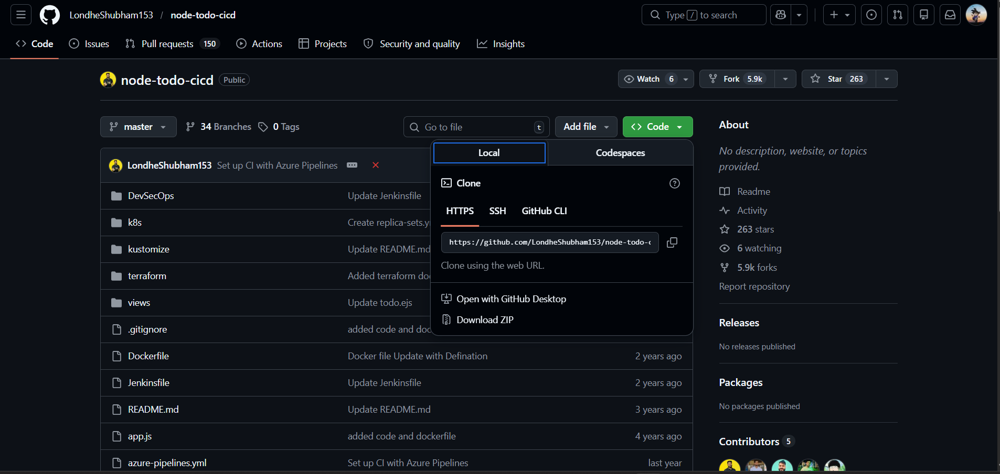 LondheShubham153 / node-todo-cicd
Type / to search
Code
Issues
Pull requests 150
Actions
Projects
Security and quality
Insights
node-todo-cicd Public
Watch 6
Fork 5.9k
Star 263
master
34 Branches
0 Tags
Go to file t
Add file
Code
LondheShubham153 Set up CI with Azure Pipelines
DevSecOps Update Jenkinsfile
k8s Create replica-sets.y
kustomize Update README.md
terraform Added terraform doc
views Update todo.ejs
.gitignore added code and doc
Dockerfile Docker file Update with Defination 2 years ago
Jenkinsfile Update Jenkinsfile 2 years ago
README.md Update README.md 3 years ago
app.js added code and dockerfile 4 years ago
azure-pipelines.yml Set up CI with Azure Pipelines last year
Local
Codespaces
Clone
HTTPS SSH GitHub CLI
https://github.com/LondheShubham153/node-todo-c
Clone using the web URL.
Open with GitHub Desktop
Download ZIP
About
No description, website, or topics
provided.
Readme
Activity
263 stars
6 watching
5.9k forks
Report repository
Releases
No releases published
Packages
No packages published
Contributors 5